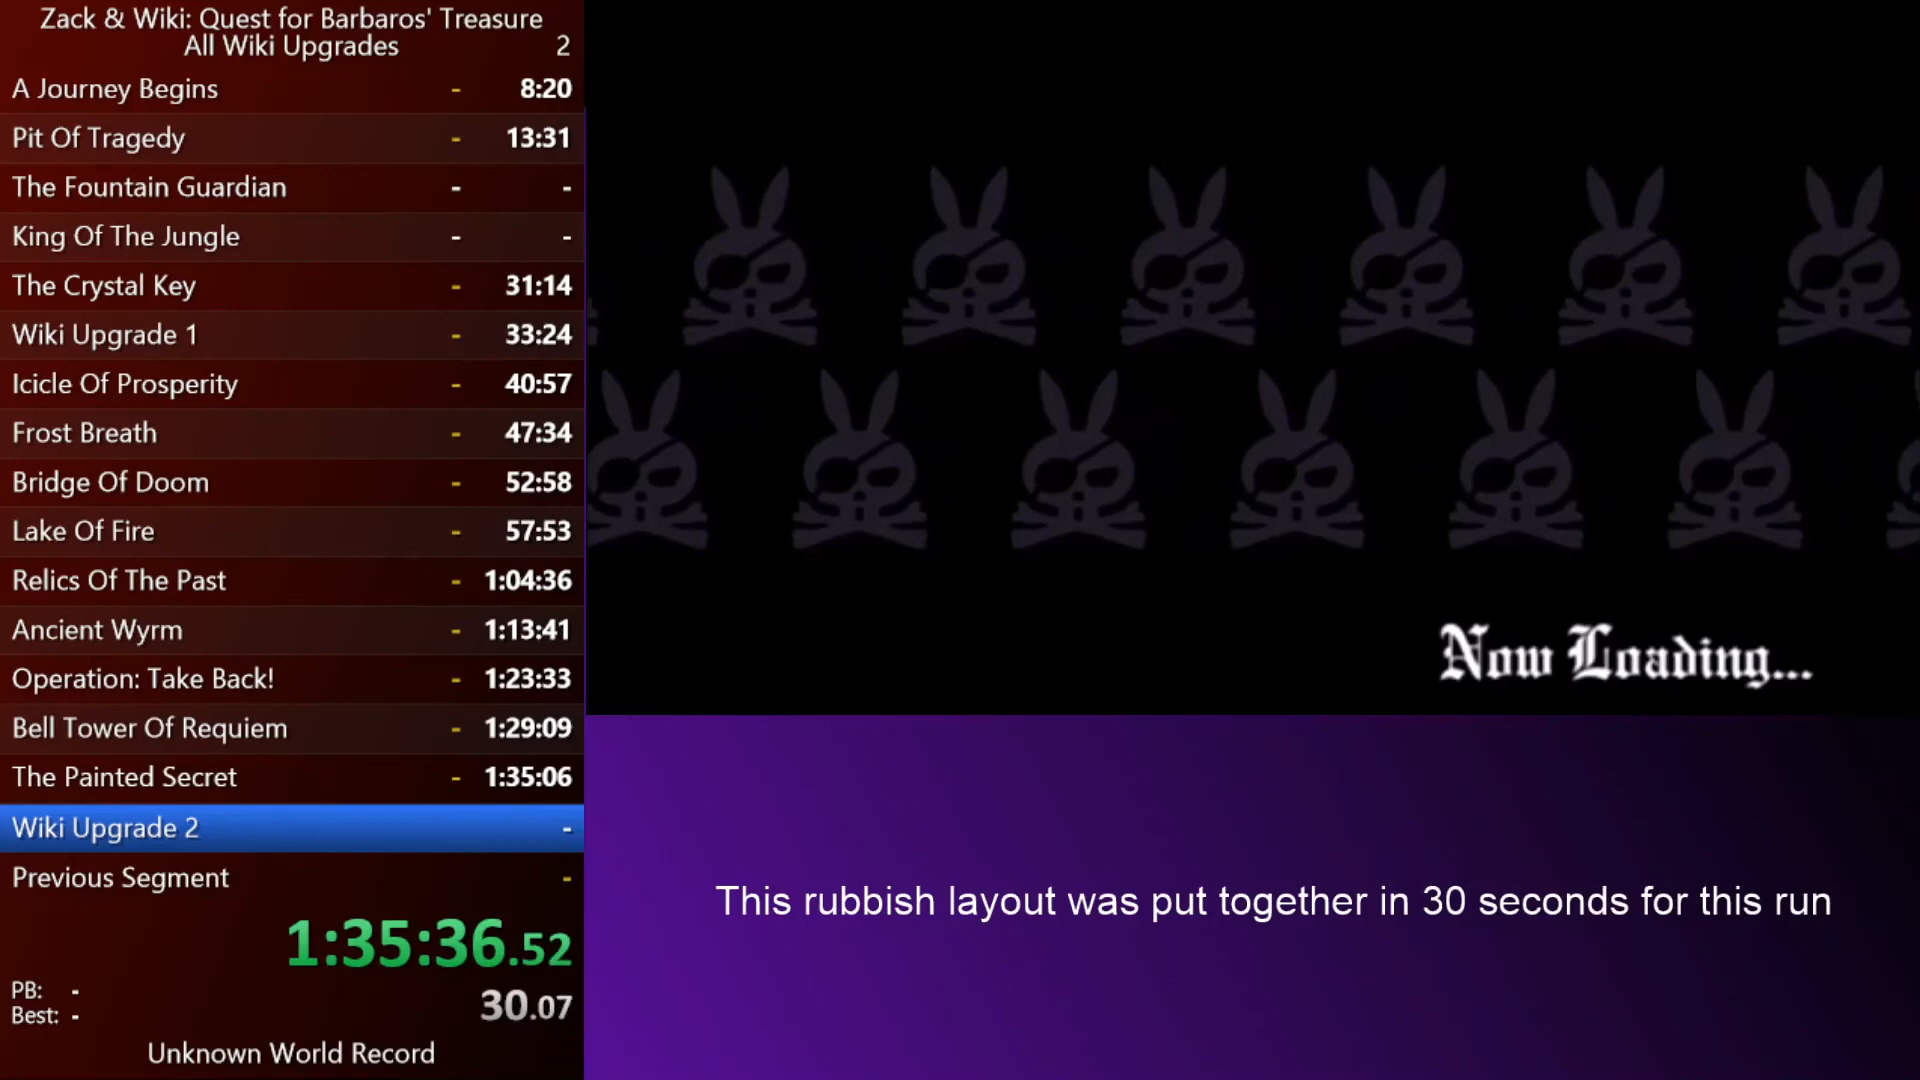 Zack & Wiki: Quest for Barbaros' Treasure
All Wiki Upgrades 2
A Journey Begins - 8:20
Pit Of Tragedy - 13:31
The Fountain Guardian - -
King Of The Jungle - -
The Crystal Key - 31:14
Wiki Upgrade 1 - 33:24
Icicle Of Prosperity - 40:57
Frost Breath - 47:34
Bridge Of Doom - 52:58
Lake Of Fire - 57:53
Relics Of The Past - 1:04:36
Ancient Wyrm - 1:13:41
Operation: Take Back! - 1:23:33
Bell Tower Of Requiem - 1:29:09
The Painted Secret - 1:35:06
Wiki Upgrade 2 -
Previous Segment -
1:35:36.52
PB: -
Best: -
30.07
Unknown World Record
Now Loading...
This rubbish layout was put together in 30 seconds for this run